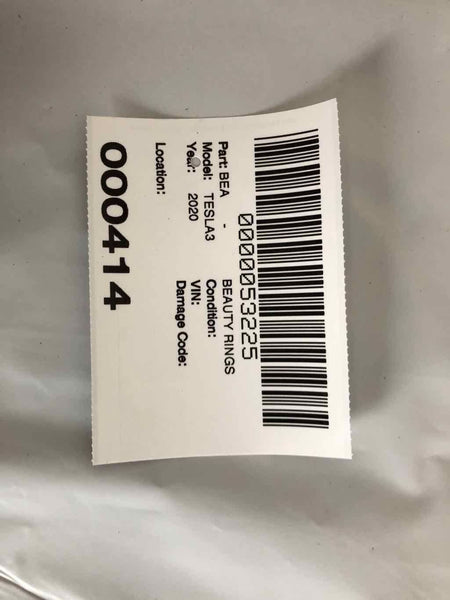 0000053225
Part: BEA - BEAUTY RINGS
Model: TESLA3 Condition:
Year: 2020 VIN:
Damage Code:
Location:
000414